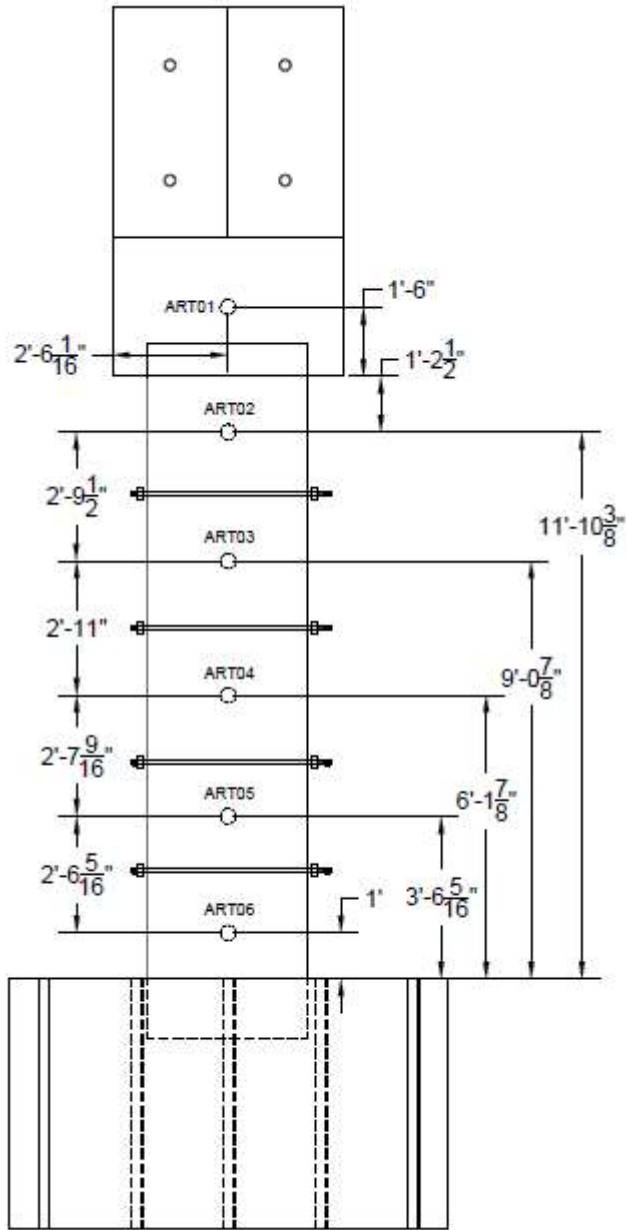 1'-6"
ART01
2'-6 1/16"
1'-2 1/2"
ART02
2'-9 1/2"
11'-10 3/8"
ART03
2'-11"
9'-0 7/8"
ART04
2'-7 9/16"
6'-1 7/8"
ART05
2'-6 5/16"
3'-6 5/16"
1'
ART06